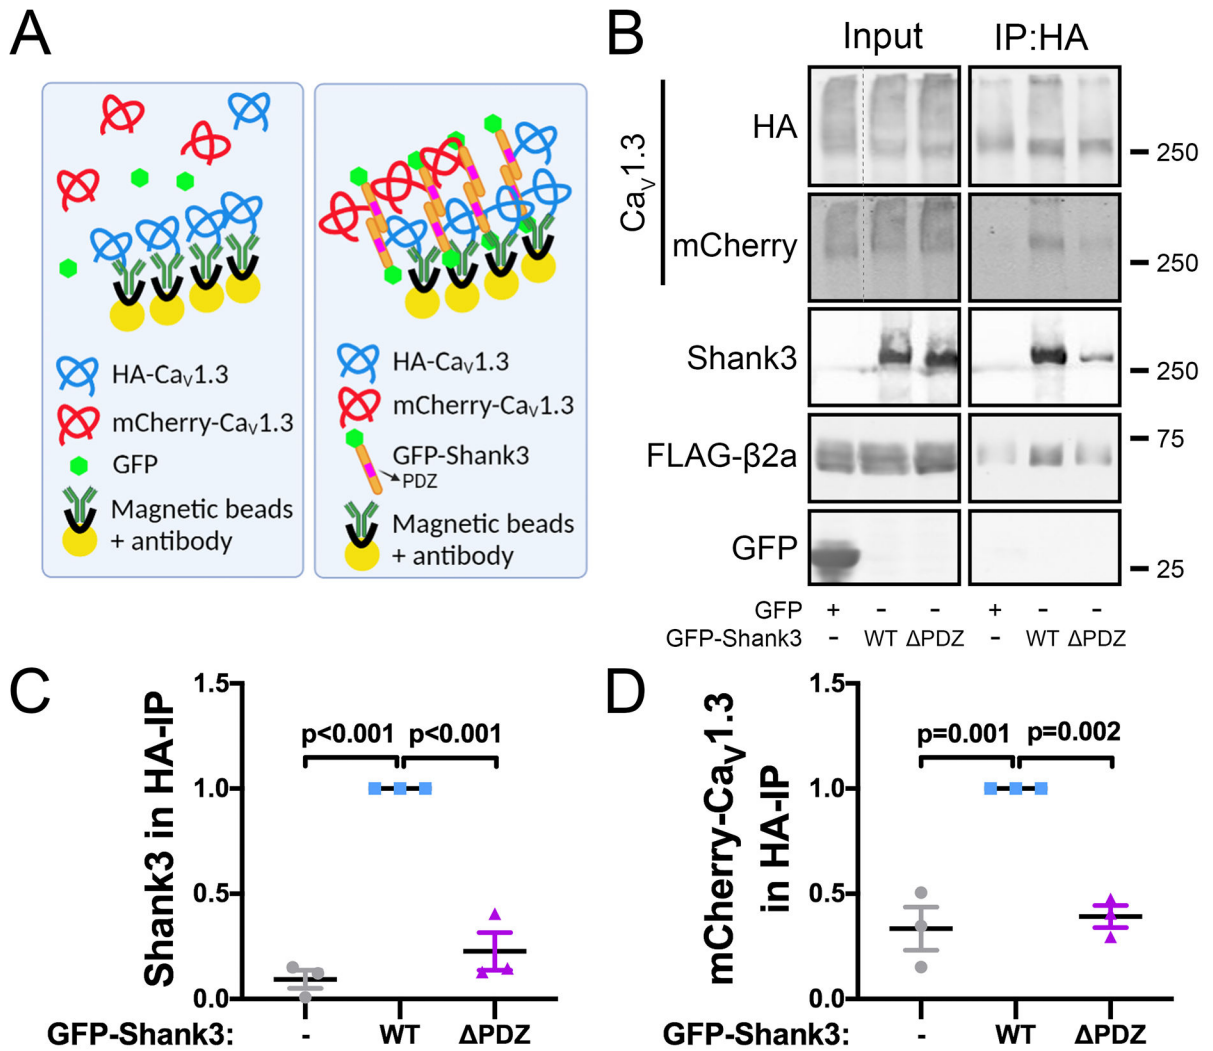 A
HA-CaV1.3
mCherry-CaV1.3
GFP
Magnetic beads
+ antibody
HA-CaV1.3
mCherry-CaV1.3
GFP-Shank3
PDZ
Magnetic beads
+ antibody
B
Input IP:HA
CaV1.3
HA
250
mCherry
250
Shank3
250
FLAG-β2a
75
GFP
25
GFP + - - + - -
GFP-Shank3 - WT ΔPDZ - WT ΔPDZ
C
Shank3 in HA-IP
1.5
1.0
0.5
0.0
p<0.001 p<0.001
GFP-Shank3: - WT ΔPDZ
D
mCherry-CaV1.3
in HA-IP
1.5
1.0
0.5
0.0
p=0.001 p=0.002
GFP-Shank3: - WT ΔPDZ